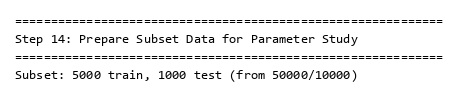 ============================================================
Step 14: Prepare Subset Data for Parameter Study
============================================================
Subset: 5000 train, 1000 test (from 50000/10000)